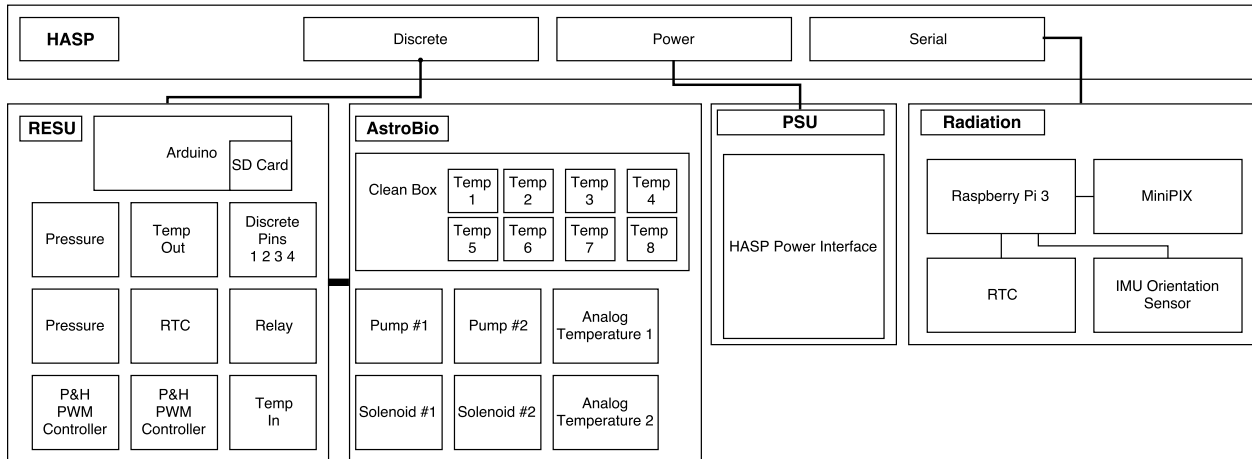 HASP
Discrete
Power
Serial
RESU
Arduino
SD Card
Pressure
Temp
Out
Discrete
Pins
1 2 3 4
Pressure
RTC
Relay
P&H
PWM
Controller
P&H
PWM
Controller
Temp
In
AstroBio
Clean Box
Temp
1
Temp
2
Temp
3
Temp
4
Temp
5
Temp
6
Temp
7
Temp
8
Pump #1
Pump #2
Analog
Temperature 1
Solenoid #1
Solenoid #2
Analog
Temperature 2
PSU
HASP Power Interface
Radiation
Raspberry Pi 3
MiniPIX
RTC
IMU Orientation
Sensor